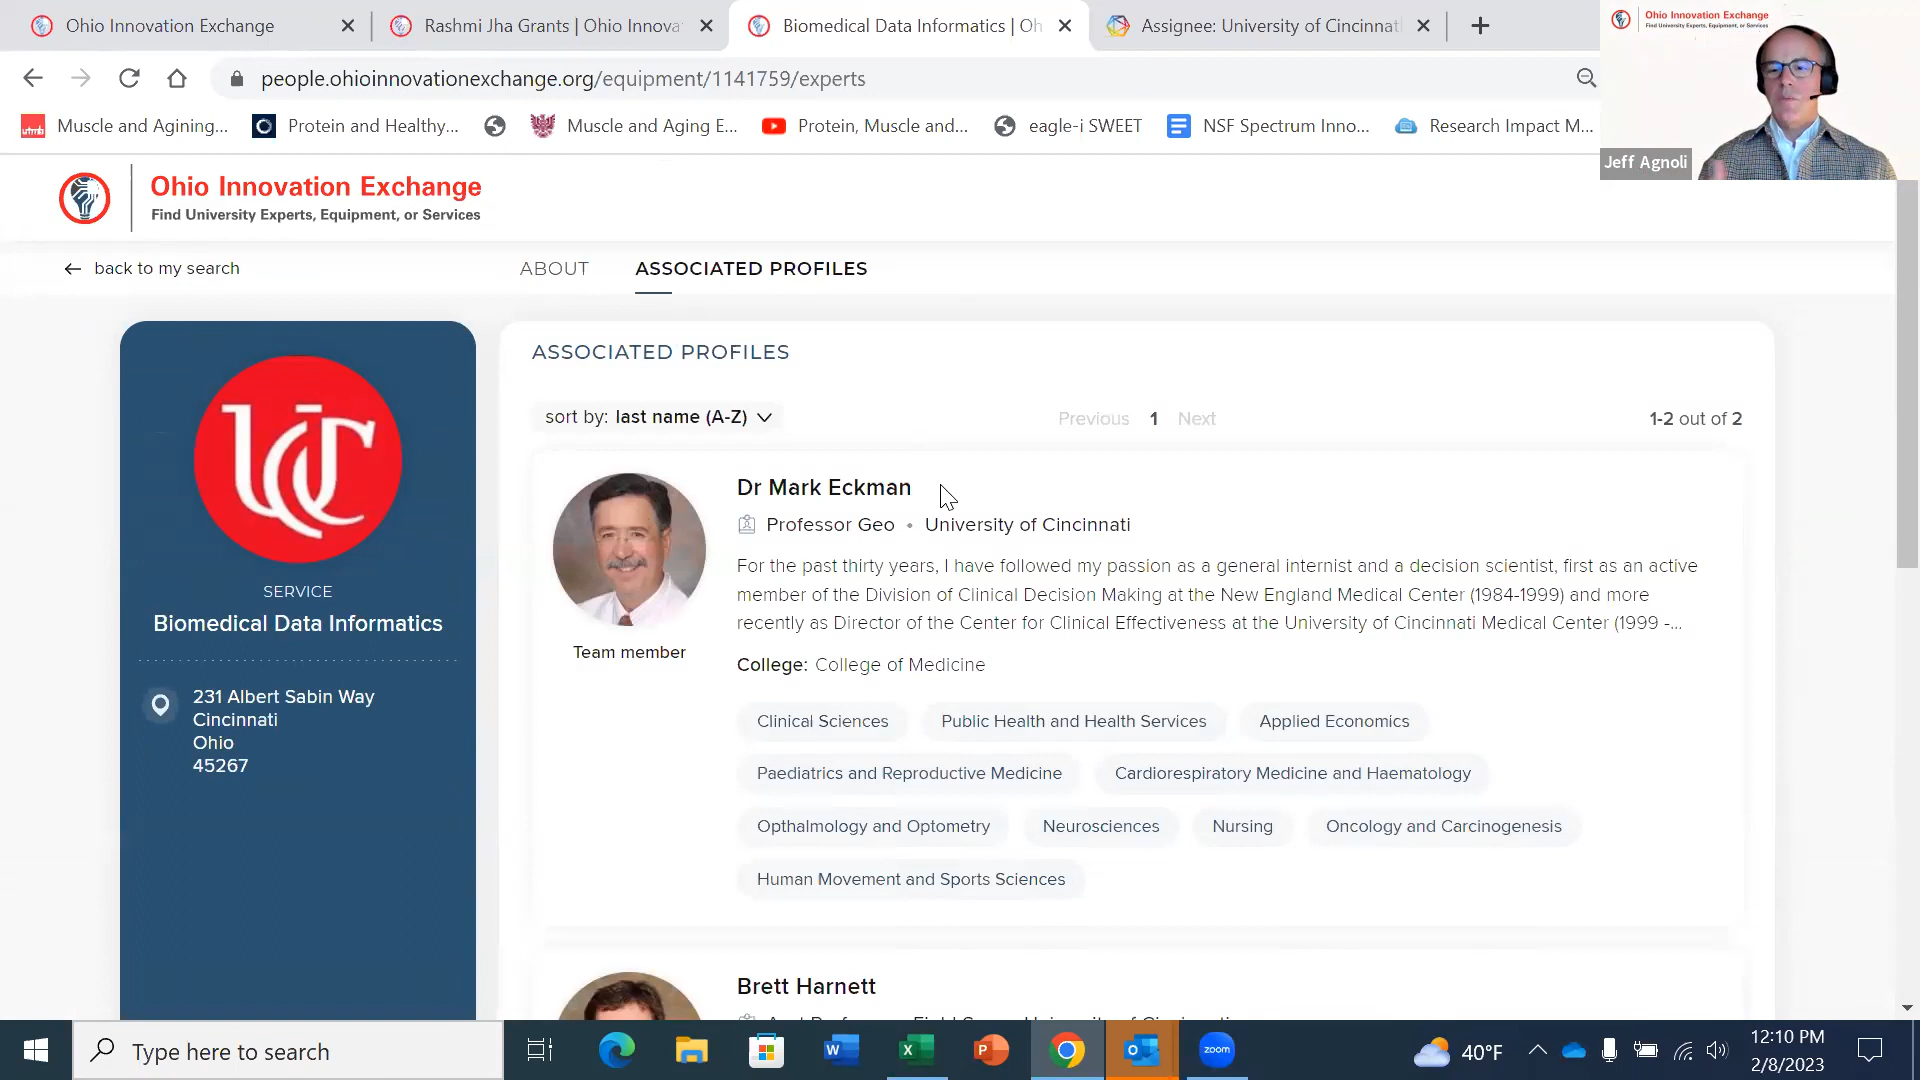 Ohio Innovation Exchange
Rashmi Jha Grants | Ohio Innova
Biomedical Data Informatics | Oh
Assignee: University of Cincinnat
Ohio Innovation Exchange
Find University Experts, Equipment, or Services
people.ohioinnovationexchange.org/equipment/1141759/experts
utmb
Muscle and Agining...
Protein and Healthy...
Muscle and Aging E...
Protein, Muscle and...
eagle-i SWEET
NSF Spectrum Inno...
Research Impact M...
Jeff Agnoli
Ohio Innovation Exchange
Find University Experts, Equipment, or Services
back to my search
ABOUT
ASSOCIATED PROFILES
UC
SERVICE
Biomedical Data Informatics
231 Albert Sabin Way
Cincinnati
Ohio
45267
ASSOCIATED PROFILES
sort by: last name (A-Z)
Previous 1 Next
1-2 out of 2
Team member
Dr Mark Eckman
Professor Geo • University of Cincinnati
For the past thirty years, I have followed my passion as a general internist and a decision scientist, first as an active
member of the Division of Clinical Decision Making at the New England Medical Center (1984-1999) and more
recently as Director of the Center for Clinical Effectiveness at the University of Cincinnati Medical Center (1999 -...
College: College of Medicine
Clinical Sciences
Public Health and Health Services
Applied Economics
Paediatrics and Reproductive Medicine
Cardiorespiratory Medicine and Haematology
Opthalmology and Optometry
Neurosciences
Nursing
Oncology and Carcinogenesis
Human Movement and Sports Sciences
Brett Harnett
Type here to search
zoom
40°F
12:10 PM
2/8/2023